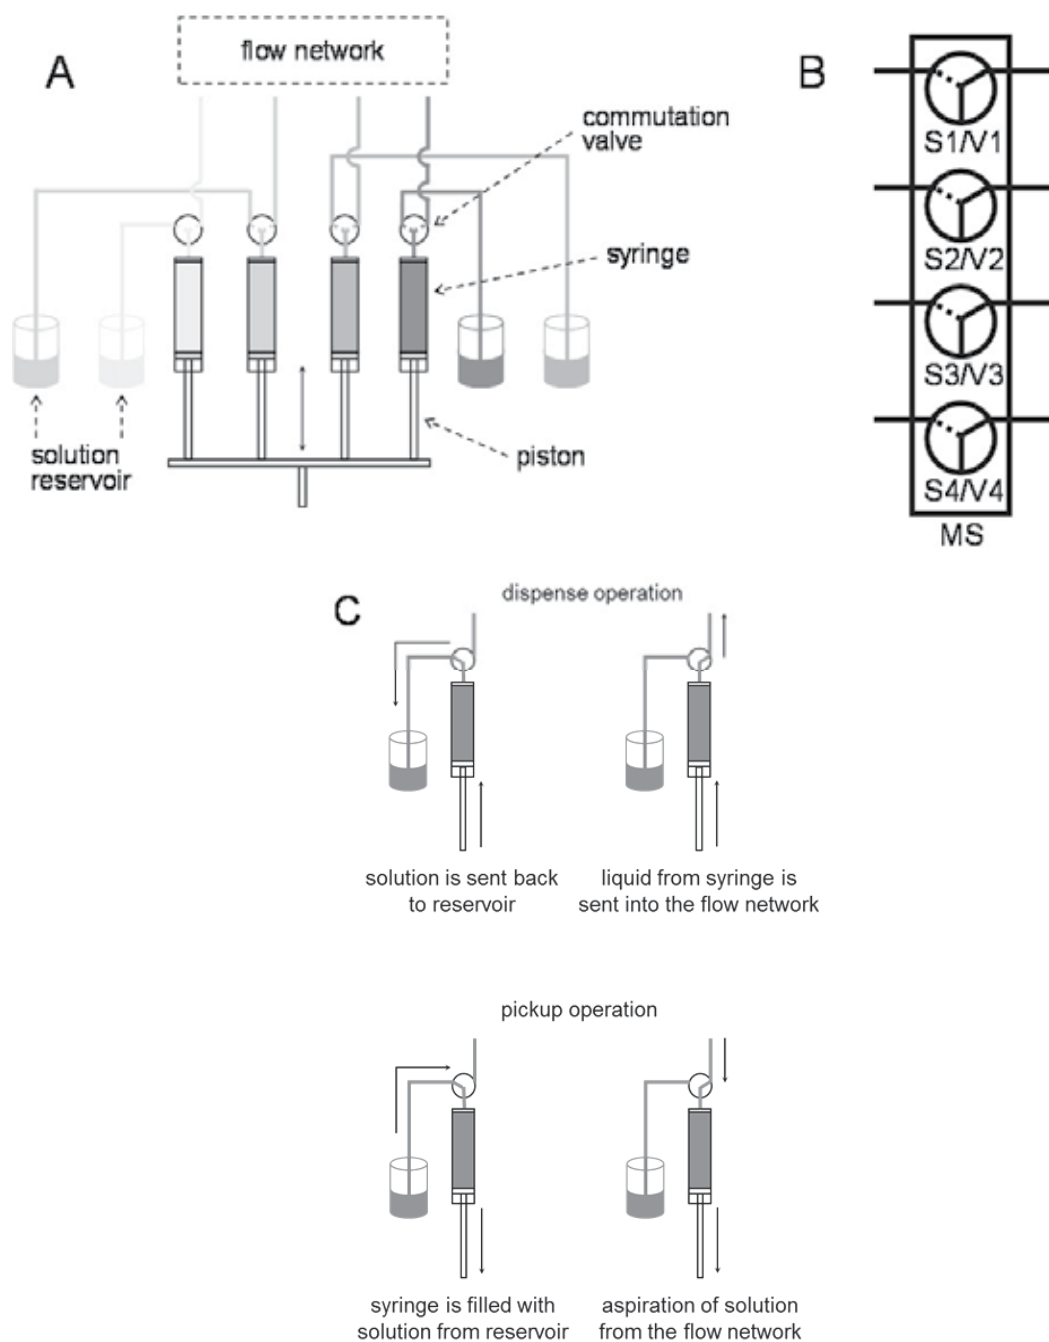 A
flow network
commutation
valve
syringe
solution
reservoir
piston
B
S1/V1
S2/V2
S3/V3
S4/V4
MS
C
dispense operation
solution is sent back
to reservoir
liquid from syringe is
sent into the flow network
pickup operation
syringe is filled with
solution from reservoir
aspiration of solution
from the flow network